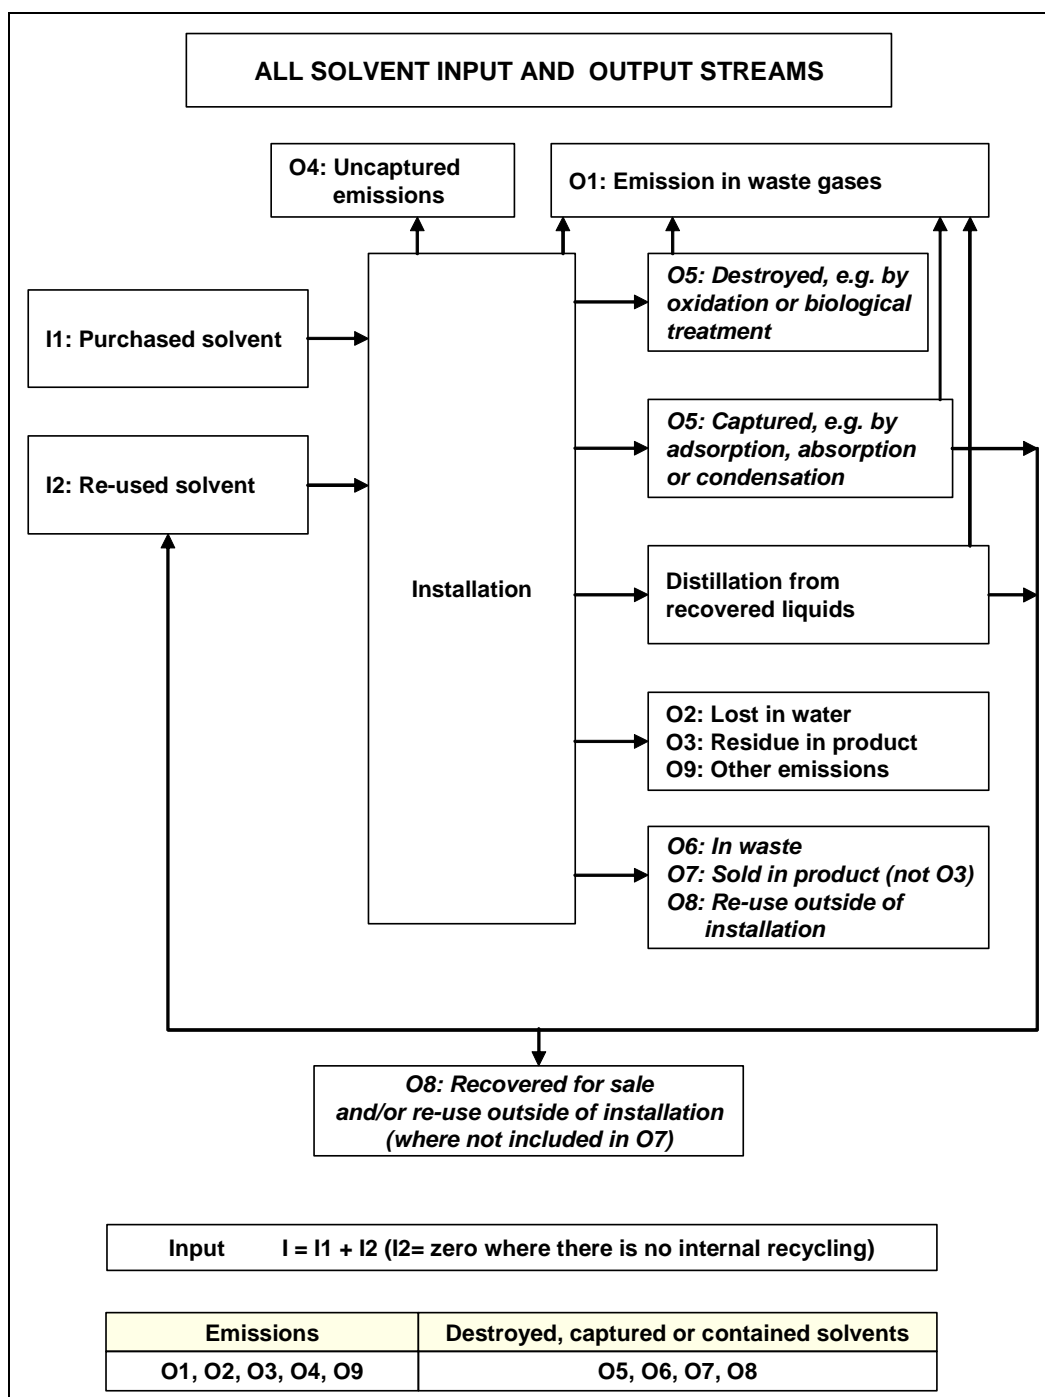 ALL SOLVENT INPUT AND OUTPUT STREAMS
O4: Uncaptured
emissions
O1: Emission in waste gases
O5: Destroyed, e.g. by
oxidation or biological
treatment
I1: Purchased solvent
O5: Captured, e.g. by
adsorption, absorption
or condensation
I2: Re-used solvent
Installation
Distillation from
recovered liquids
O2: Lost in water
O3: Residue in product
O9: Other emissions
O6: In waste
O7: Sold in product (not O3)
O8: Re-use outside of
installation
O8: Recovered for sale
and/or re-use outside of installation
(where not included in O7)
Input I = I1 + I2 (I2= zero where there is no internal recycling)
Emissions Destroyed, captured or contained solvents
O1, O2, O3, O4, O9 O5, O6, O7, O8